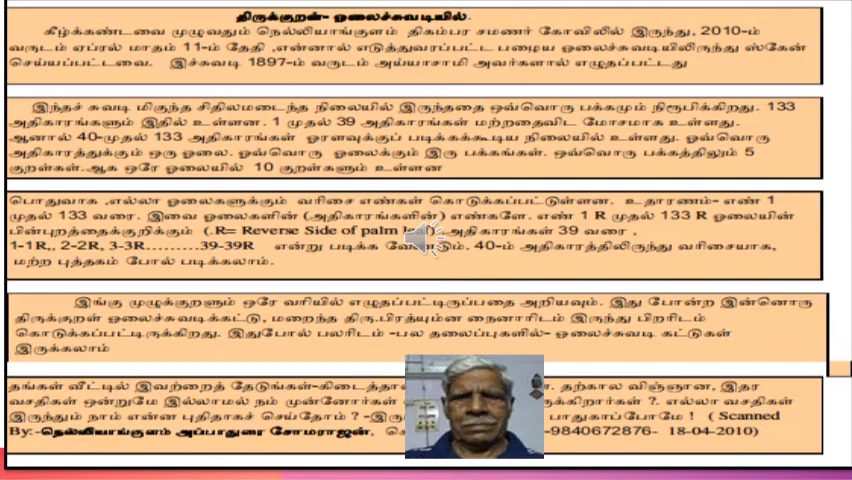 திருக்குறள்- ஓலைச்சுவடியில்.
கீழ்க்கண்டவை முழுவதும் நெல்லியாங்குளம் திகம்பர சமணர் கோவிலில் இருந்து, 2010-ம்
வருடம் ஏப்ரல் மாதம் 11-ம் தேதி ,என்னால் எடுத்துவரப்பட்ட பழைய ஓலைச்சுவடியிலிருந்து ஸ்கேன்
செய்யப்பட்டவை. இச்சுவடி 1897-ம் வருடம் அய்யாசாமி அவர்களால் எழுதப்பட்டது
இந்தச் சுவடி மிகுந்த சிதிலமடைந்த நிலையில் இருந்ததை ஒவ்வொரு பக்கமும் நிரூபிக்கிறது. 133
அதிகாரங்களும் இதில் உள்ளன. 1 முதல் 39 அதிகாரங்கள் மற்றதைவிட மோசமாக உள்ளது.
ஆனால் 40-முதல் 133 அதிகாரங்கள் ஓரளவுக்குப் படிக்கக்கூடிய நிலையில் உள்ளது. ஓவ்வொரு
அதிகாரத்துக்கும் ஒரு ஓலை. ஓவ்வொரு ஓலைக்கும் இரு பக்கங்கள். ஒவ்வொரு பக்கத்திலும் 5
குறள்கள்.ஆக ஒரே ஓலையில் 10 குறள்களும் உள்ளன
பொதுவாக ,எல்லா ஓலைகளுக்கும் வரிசை எண்கள் கொடுக்கப்பட்டுள்ளன. உதாரணம்- எண் 1
முதல் 133 வரை. இவை ஓலைகளின் (அதிகாரங்களின்) எண்களே. எண் 1 R முதல் 133 R ஓலையின்
பின்புறத்தைக்குறிக்கும் (.R= Reverse Side of palm அதிகாரங்கள் 39 வரை ,
1-1R,, 2-2R, 3-3R.........39-39R என்று படிக்க வேண்டும். 40-ம் அதிகாரத்திலிருந்து வரிசையாக,
மற்ற புத்தகம் போல் படிக்கலாம்.
இங்கு முழுக்குறளும் ஒரே வரியில் எழுதப்பட்டிருப்பதை அறியவும். இது போன்ற இன்னொரு
திருக்குறள் ஓலைச்சுவடிக்கட்டு, மறைந்த திரு.பிரத்யும்ன நைனாரிடம் இருந்து பிறரிடம்
கொடுக்கப்பட்டிருக்கிறது. இதுபோல் பலரிடம் -பல தலைப்புகளில்- ஓலைச்சுவடி கட்டுகள்
இருக்கலாம்
தங்கள் வீட்டில் இவற்றைத் தேடுங்கள்- தற்கால விஞ்ஞான, இதர
வசதிகள் ஒன்றுமே இல்லாமல் நம் முன்னோர்கள் ?. எல்லா வசதிகள்
இருந்தும் நாம் என்ன புதிதாகச் செய்தோம் ? பாதுகாப்போமே ! ( Scanned
By:-நெல்லியாங்குளம் அப்பாதுரை சோமராஜன், -9840672876- 18-04-2010)